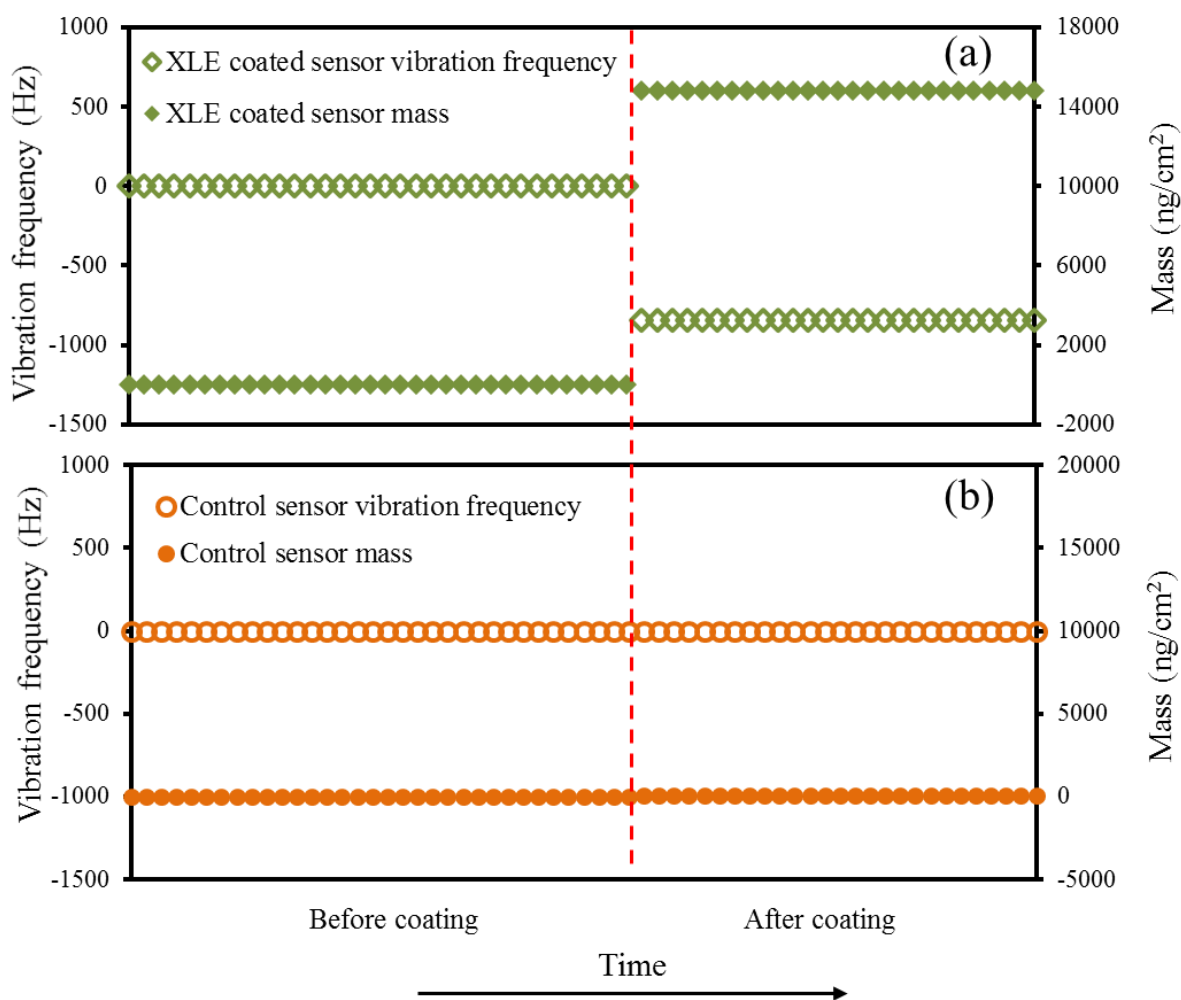 Vibration frequency (Hz)
1000
500
0
-500
-1000
-1500
XLE coated sensor vibration frequency
XLE coated sensor mass
(a)
18000
14000
10000
6000
2000
-2000
Mass (ng/cm²)
Vibration frequency (Hz)
1000
500
0
-500
-1000
-1500
Control sensor vibration frequency
Control sensor mass
(b)
20000
15000
10000
5000
0
-5000
Mass (ng/cm²)
Before coating
After coating
Time